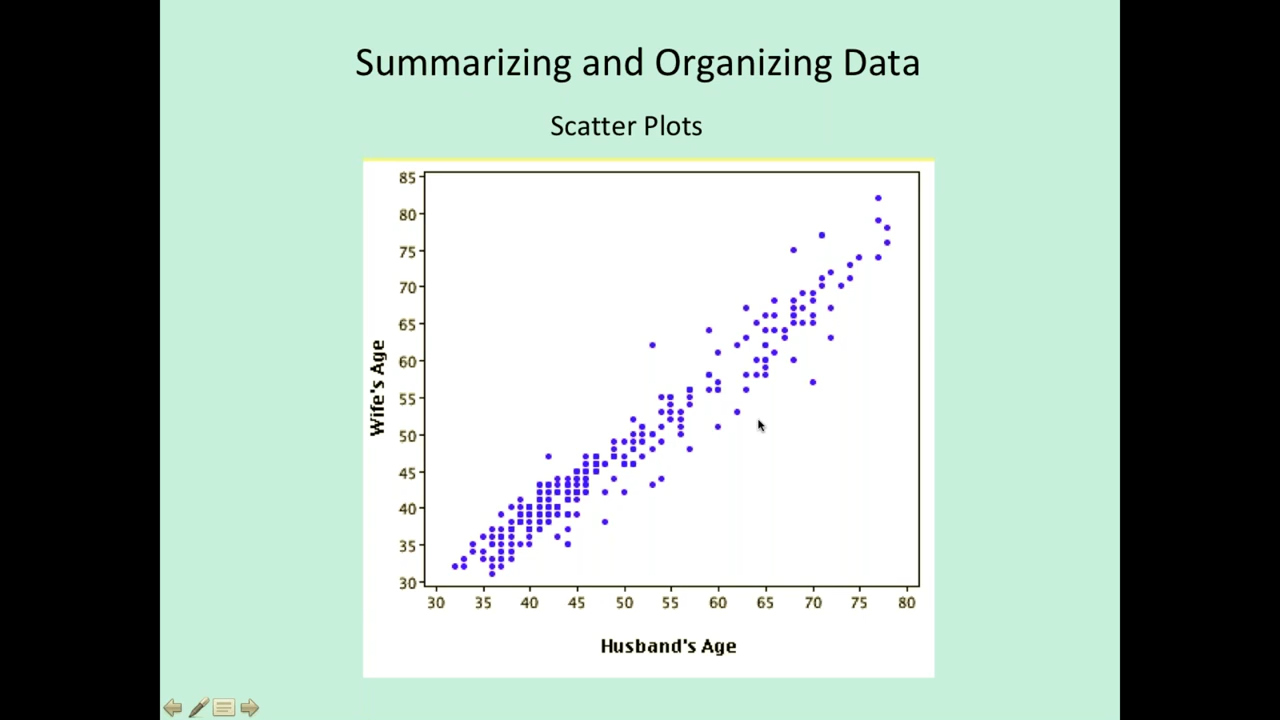 Summarizing and Organizing Data
Scatter Plots
85
80
75
70
65
60
55
50
45
40
35
30
Wife's Age
30 35 40 45 50 55 60 65 70 75 80
Husband's Age